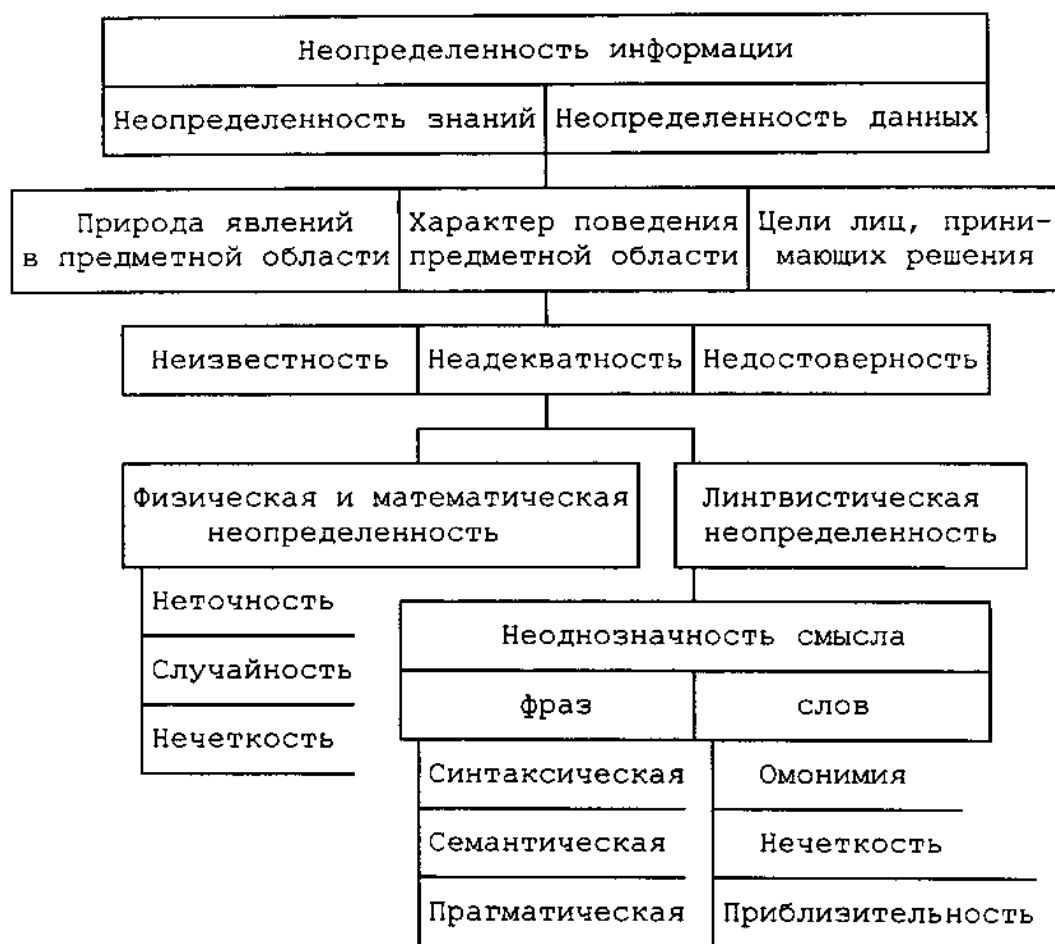 Неопределенность информации
Неопределенность знаний
Неопределенность данных
Природа явлений
в предметной области
Характер поведения
предметной области
Цели лиц, прини-
мающих решения
Неизвестность
Неадекватность
Недостоверность
Физическая и математическая
неопределенность
Лингвистическая
неопределенность
Неточность
Случайность
Нечеткость
Неоднозначность смысла
фраз
слов
Синтаксическая
Семантическая
Прагматическая
Омонимия
Нечеткость
Приблизительность